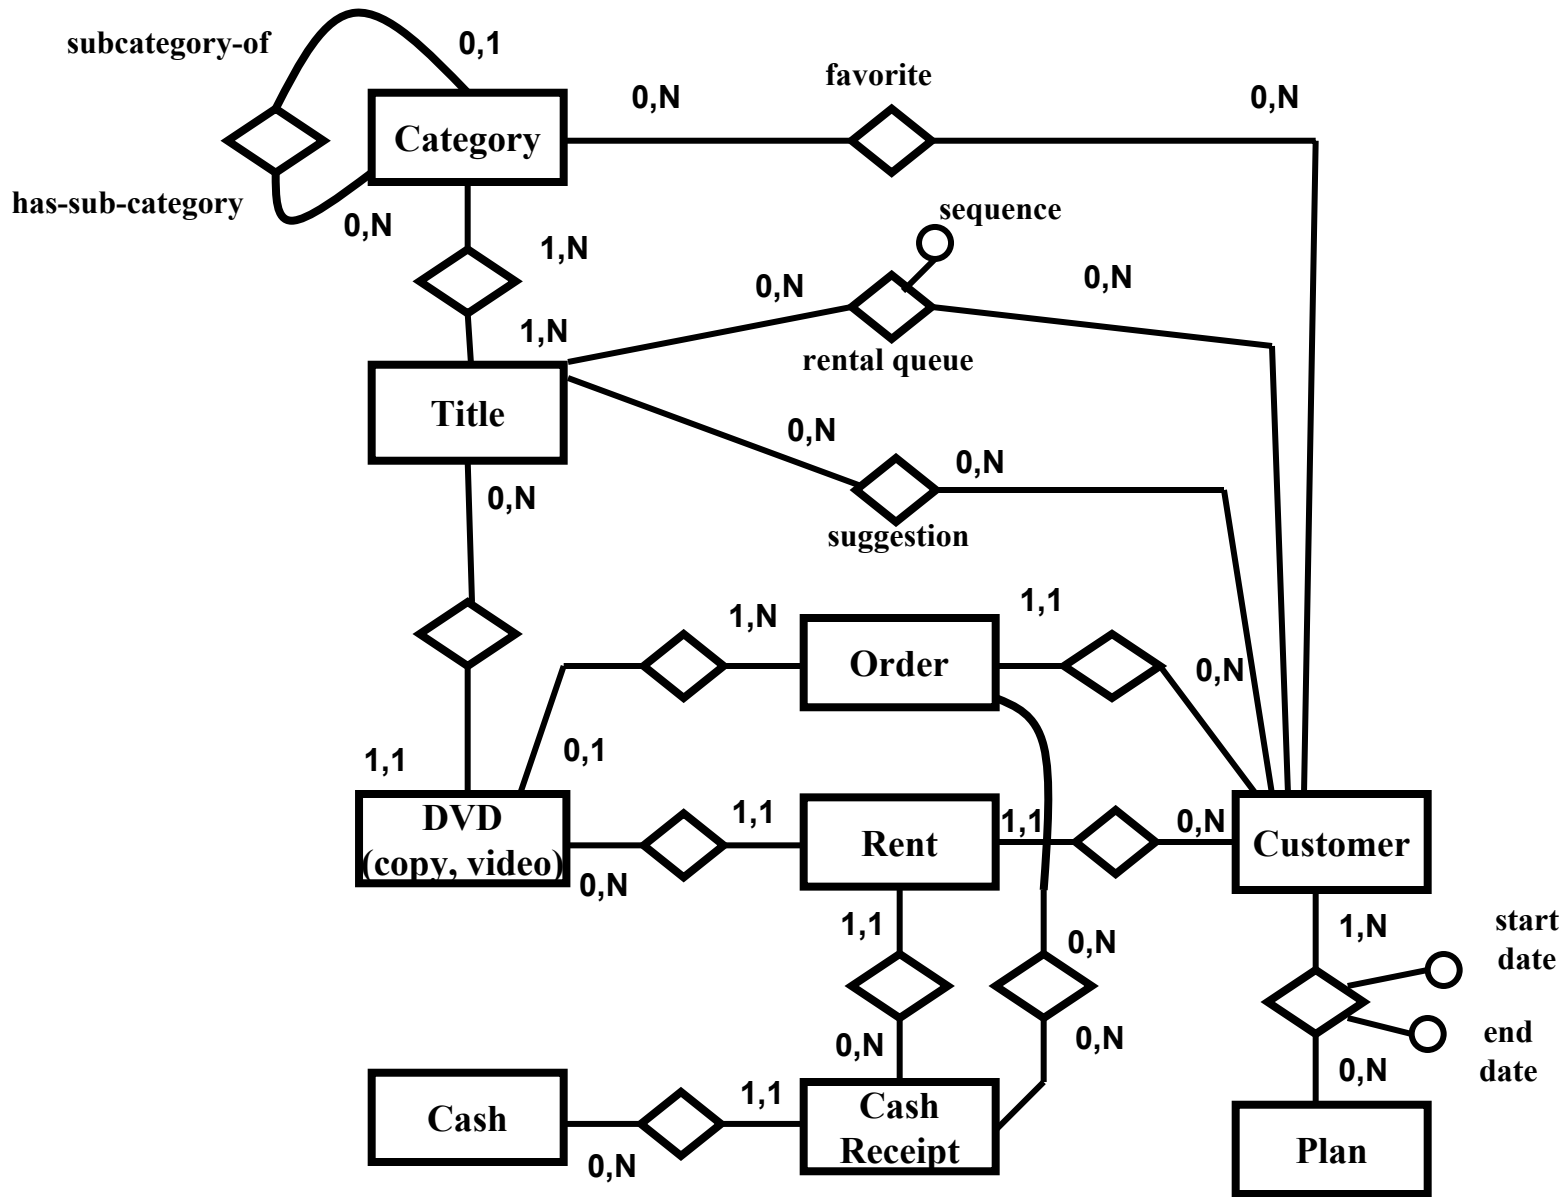 subcategory-of
0,1
favorite
0,N
0,N
Category
has-sub-category
0,N
sequence
1,N
0,N
0,N
1,N
rental queue
Title
0,N
0,N
0,N
suggestion
1,N
1,1
Order
0,N
1,1
0,1
DVD
(copy, video)
1,1
Rent
1,1
0,N
Customer
0,N
1,1
0,N
1,N
start
date
0,N
0,N
end
date
0,N
1,1
Cash
Cash
Receipt
0,N
Plan